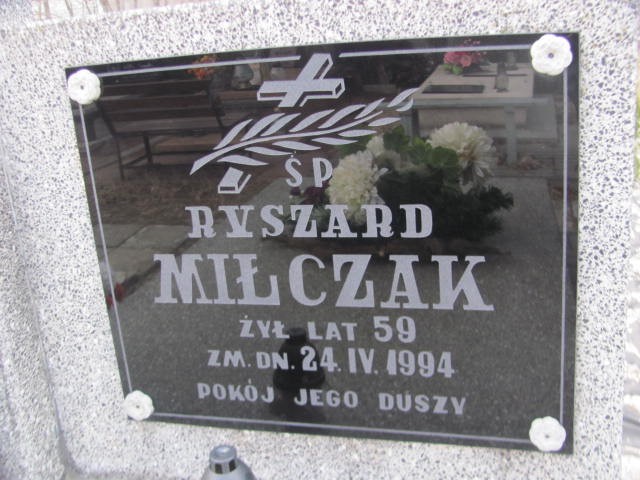 ŚP
RYSZARD
MIŁCZAK
ŻYŁ LAT 59
ZM. DN. 24. IV. 1994
POKÓJ JEGO DUSZY